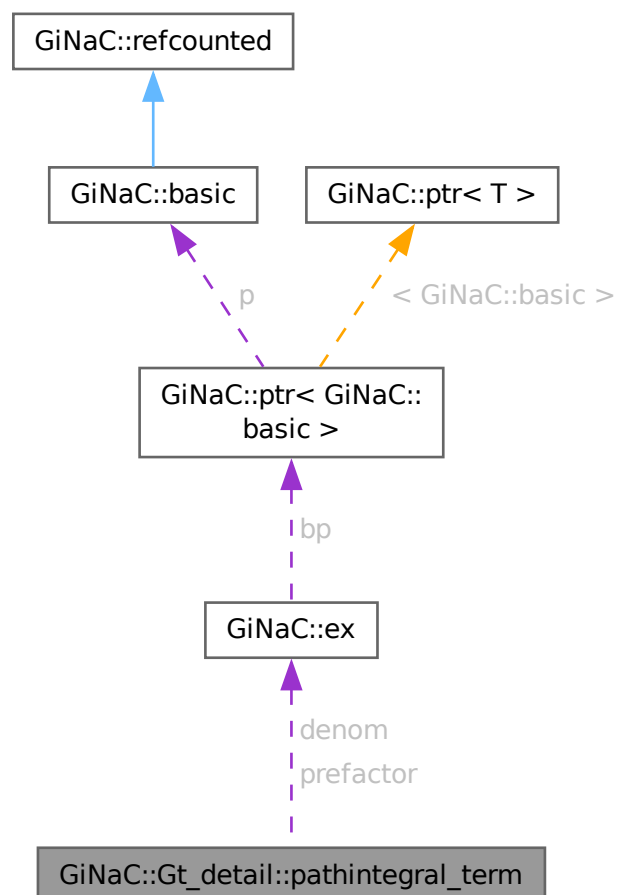 GiNaC::refcounted
GiNaC::basic
GiNaC::ptr< T >
p
< GiNaC::basic >
GiNaC::ptr< GiNaC::
basic >
bp
GiNaC::ex
denom
prefactor
GiNaC::Gt_detail::pathintegral_term